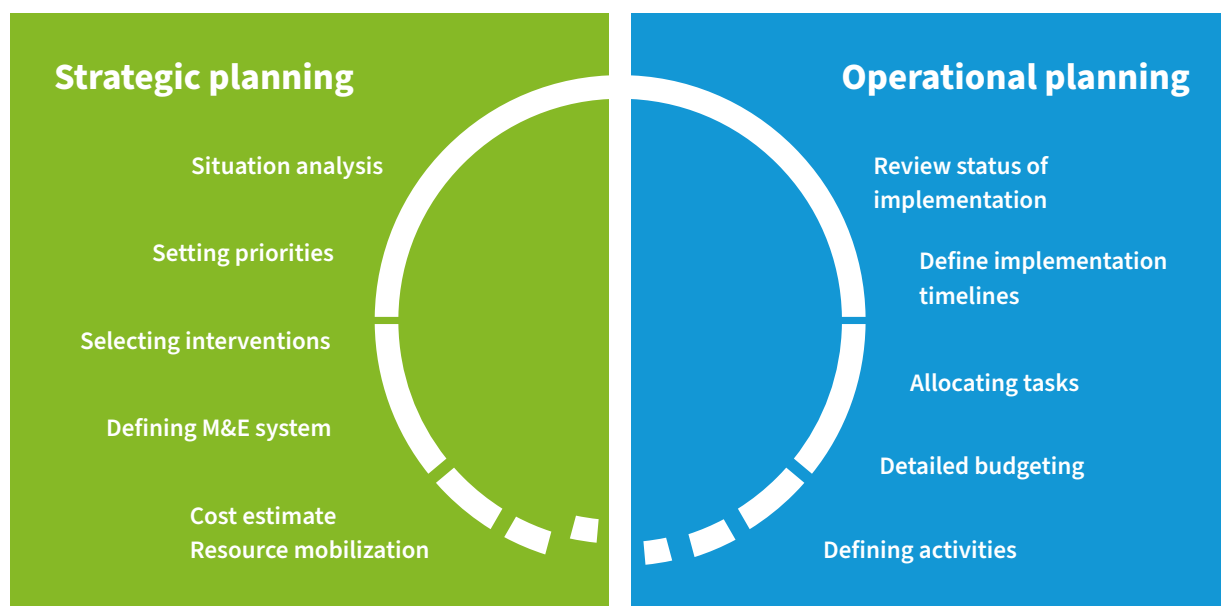 Strategic planning
Situation analysis
Setting priorities
Selecting interventions
Defining M&E system
Cost estimate
Resource mobilization
Operational planning
Review status of
implementation
Define implementation
timelines
Allocating tasks
Detailed budgeting
Defining activities